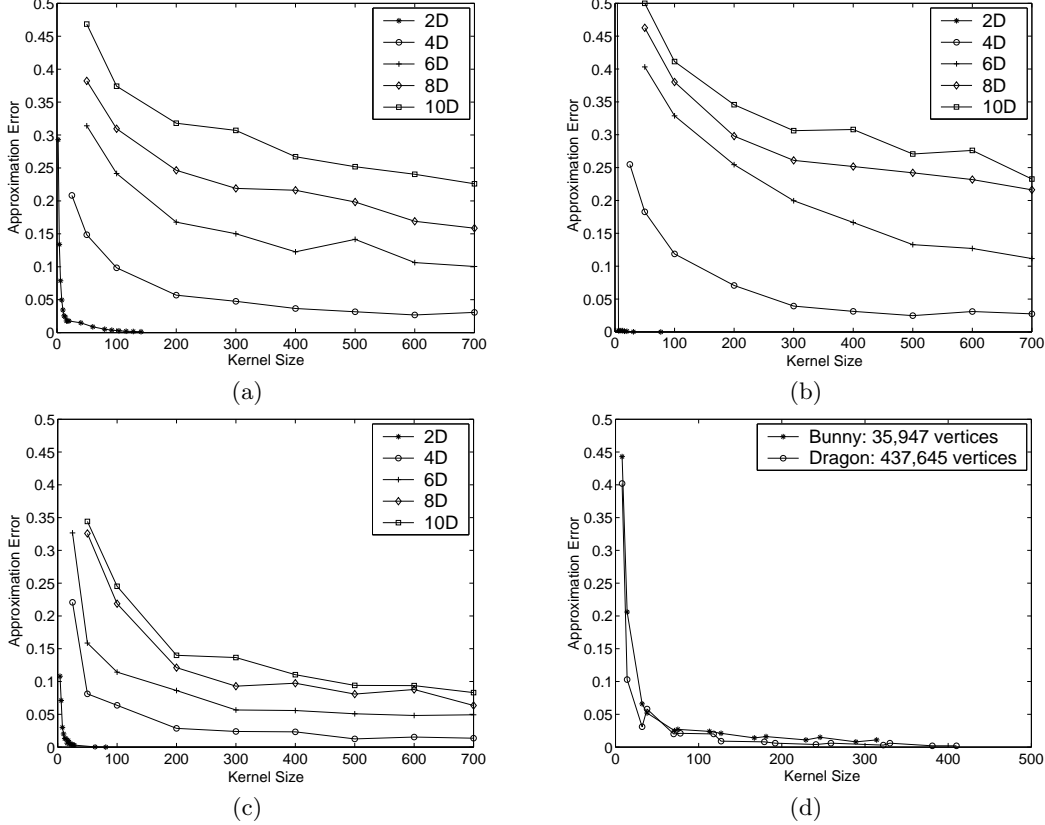 0.5
0.45
0.4
0.35
0.3
0.25
0.2
0.15
0.1
0.05
0
Approximation Error
0 100 200 300 400 500 600 700
Kernel Size
2D
4D
6D
8D
10D
(a)
0.5
0.45
0.4
0.35
0.3
0.25
0.2
0.15
0.1
0.05
0
Approximation Error
0 100 200 300 400 500 600 700
Kernel Size
2D
4D
6D
8D
10D
(b)
0.5
0.45
0.4
0.35
0.3
0.25
0.2
0.15
0.1
0.05
0
Approximation Error
0 100 200 300 400 500 600 700
Kernel Size
2D
4D
6D
8D
10D
(c)
0.5
0.45
0.4
0.35
0.3
0.25
0.2
0.15
0.1
0.05
0
Approximation Error
0 100 200 300 400 500
Kernel Size
Bunny: 35,947 vertices
Dragon: 437,645 vertices
(d)